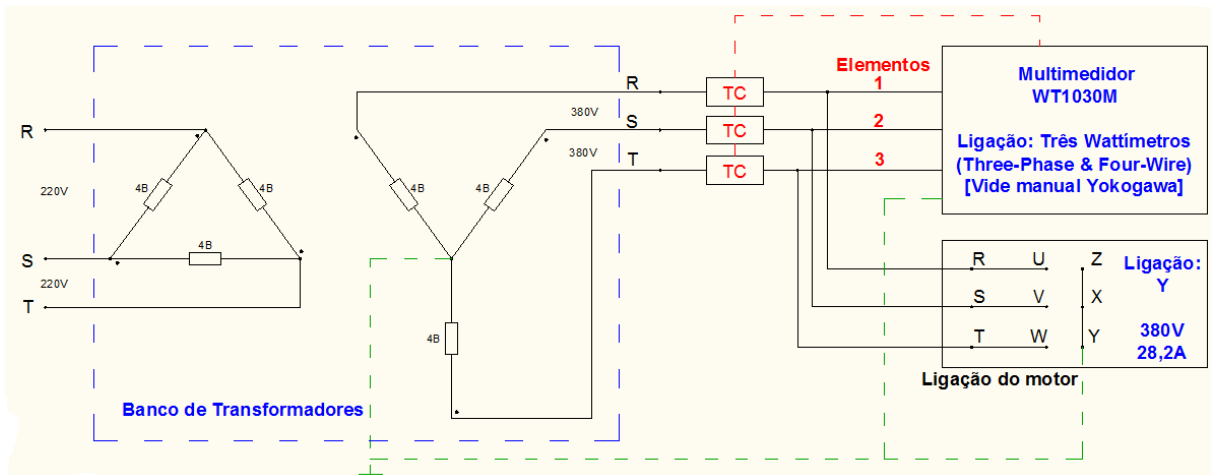 R
220V
S
220V
T
4B
4B
4B
Banco de Transformadores
4B
4B
4B
R
380V
S
380V
T
TC
TC
TC
Elementos
1
2
3
Multimedidor
WT1030M
Ligação: Três Wattímetros
(Three-Phase & Four-Wire)
[Vide manual Yokogawa]
R U Z
S V X
T W Y
Ligação:
Y
380V
28,2A
Ligação do motor